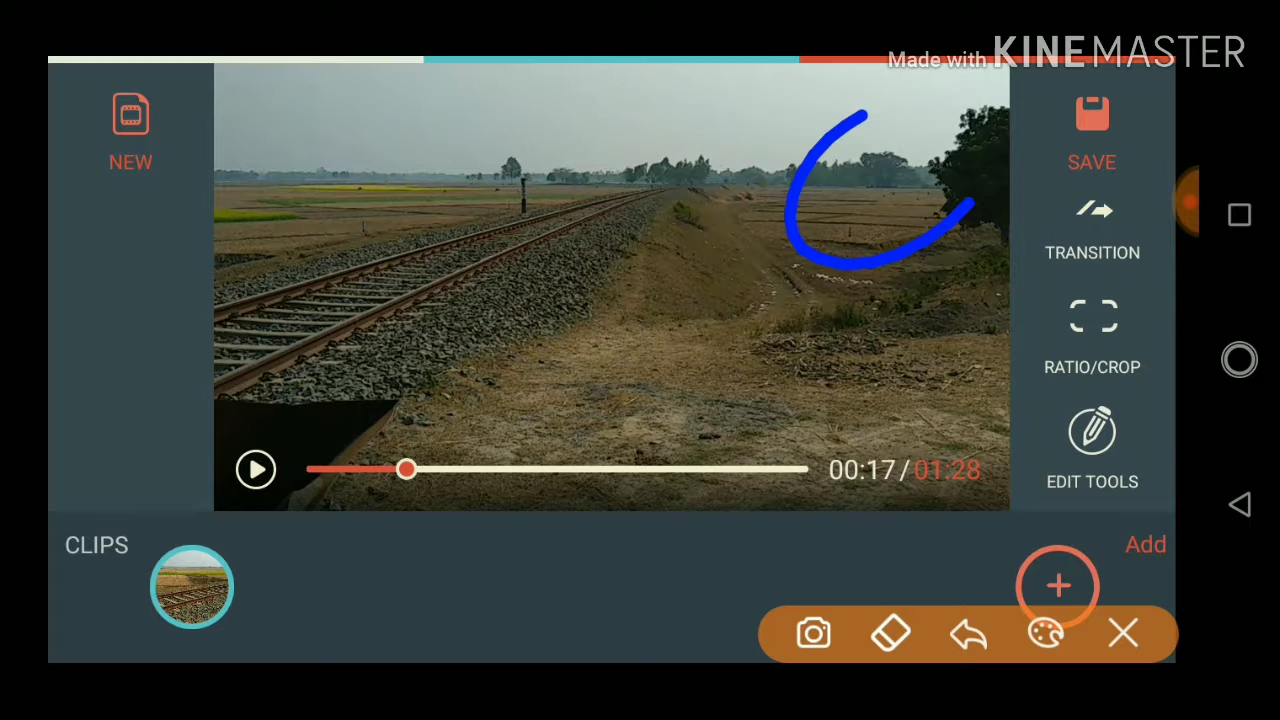 Made with KINEMASTER
NEW
SAVE
TRANSITION
RATIO/CROP
EDIT TOOLS
00:17/01:28
CLIPS
Add